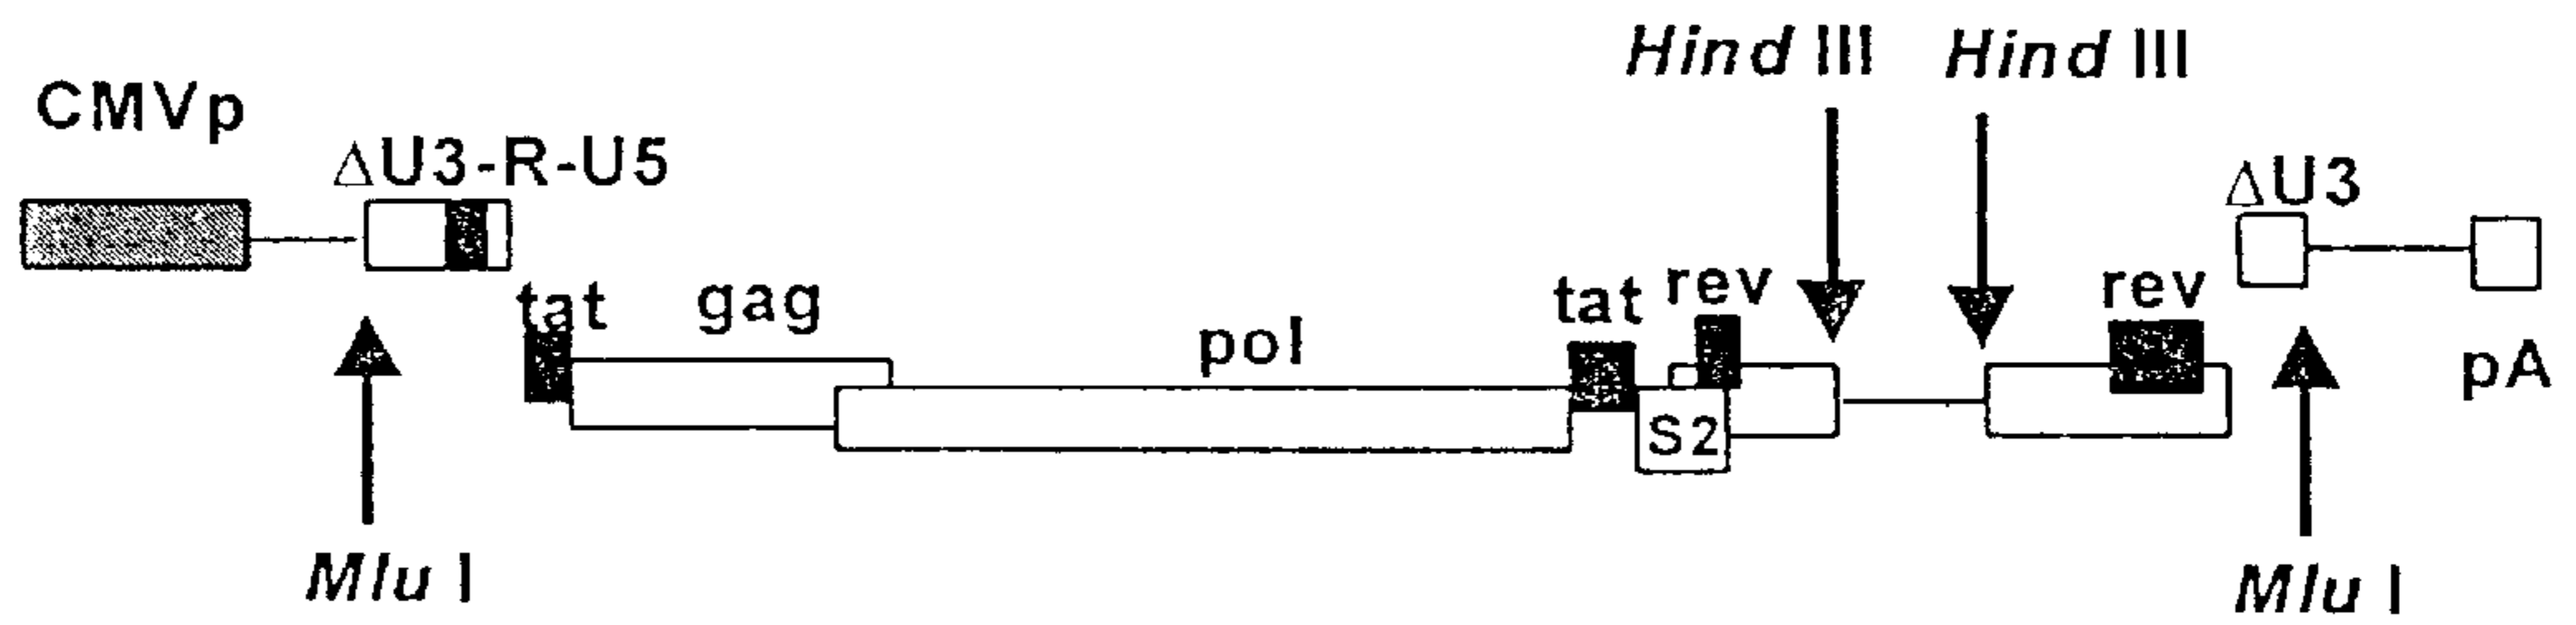 Hind III Hind III
CMVp
ΔU3-R-U5
ΔU3
tat gag pol tat rev rev
pA
S2
Mlu I Mlu I